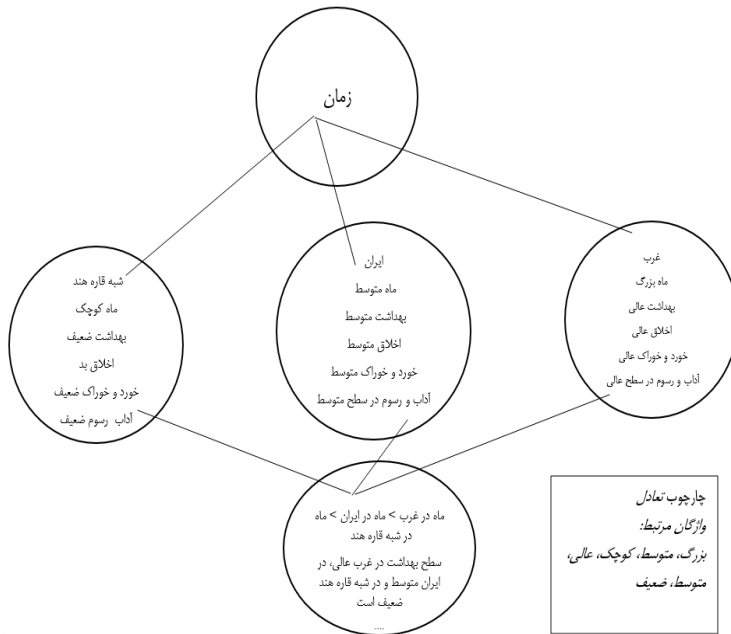 زمان
غرب
ماه بزرگ
بهداشت عالی
اخلاق عالی
خورد و خوراک عالی
آداب و رسوم در سطح عالی
ایران
ماه متوسط
بهداشت متوسط
اخلاق متوسط
خورد و خوراک متوسط
آداب و رسوم در سطح متوسط
شبه قاره هند
ماه کوچک
بهداشت ضعیف
اخلاق بد
خورد و خوراک ضعیف
آداب رسوم ضعیف
ماه در غرب > ماه در ایران > ماه
در شبه قاره هند
سطح بهداشت در غرب عالی، در
ایران متوسط و در شبه قاره هند
ضعیف است
....
چارچوب تعادل
واژگان مرتبط:
بزرگ، متوسط، کوچک، عالی،
متوسط، ضعیف